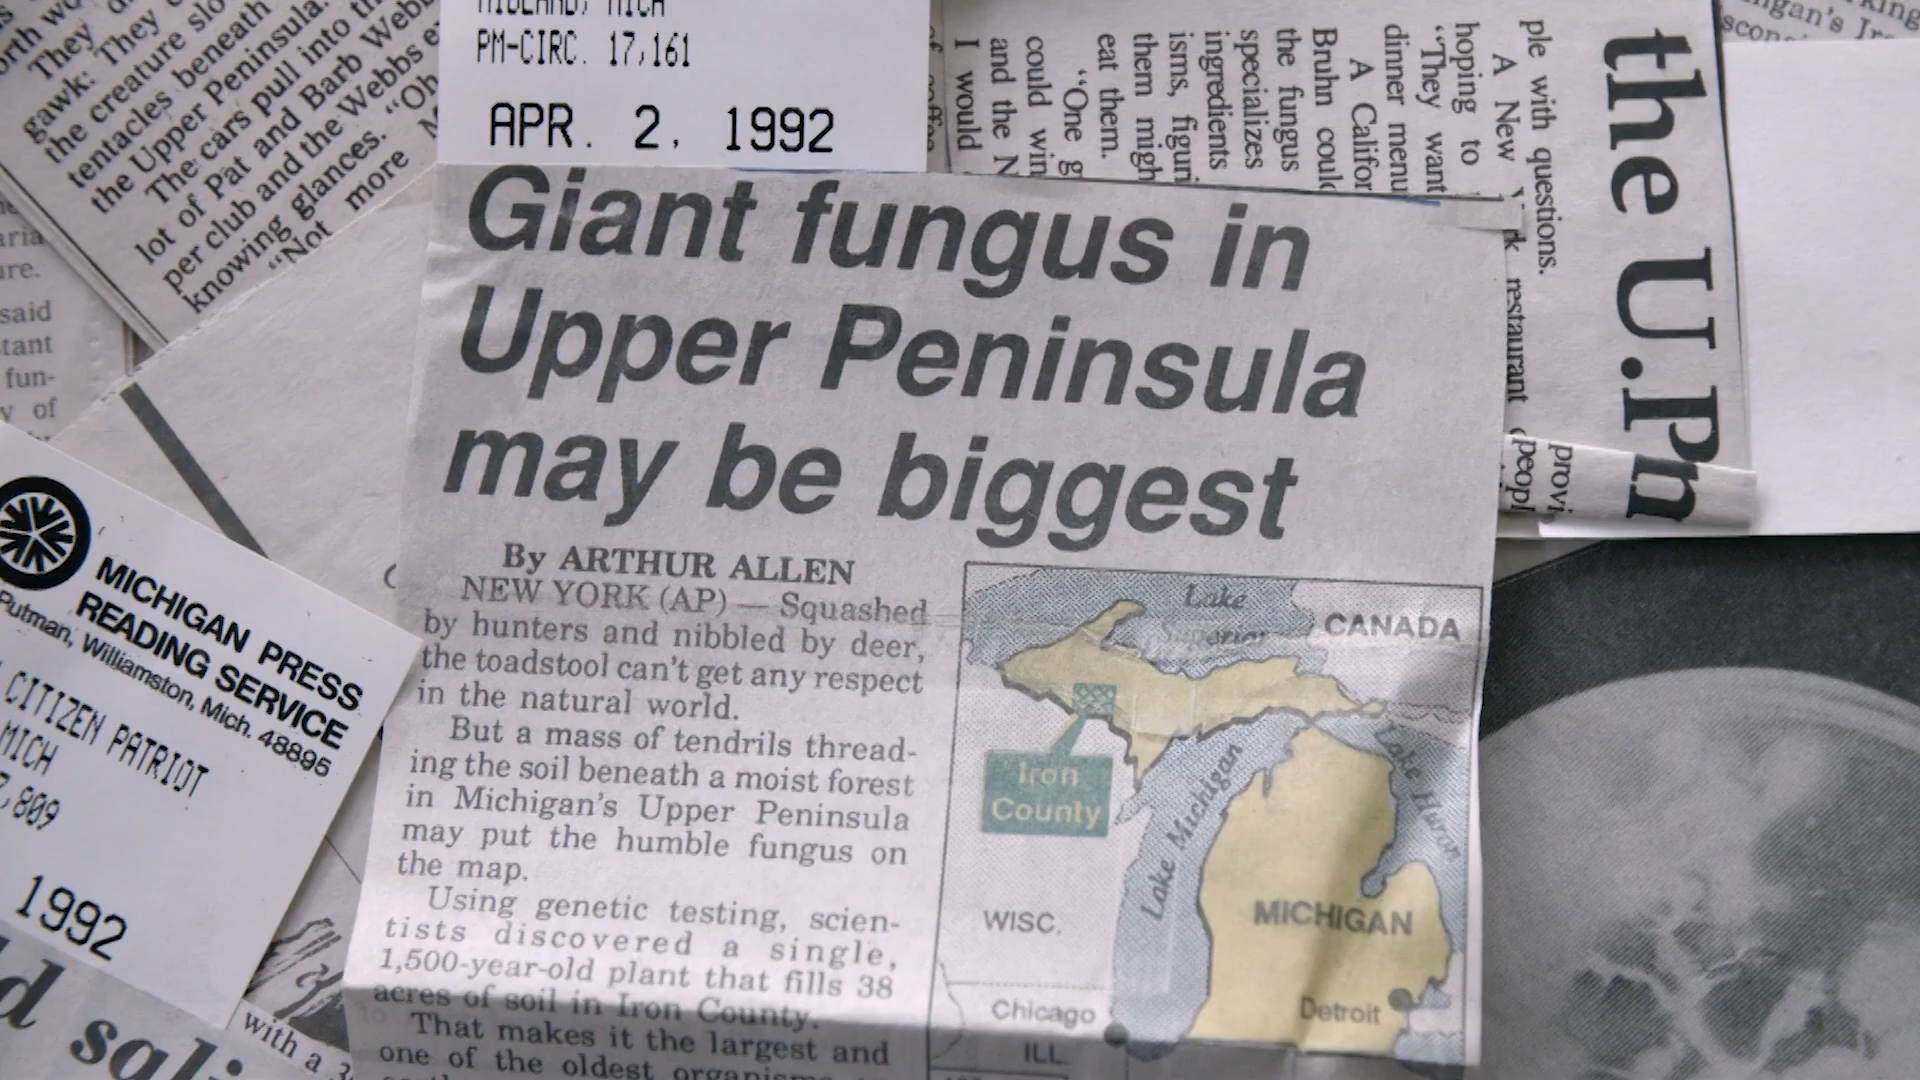 They
gawk: They
the creature slo
tentacles beneath
the Upper Peninsula.
The cars pull into
lot of Pat and Barb Webb
per club and the Webbs
knowing glances. "Oh
"Not more
said
fun-
of
MIDLAND, MICH
PM-CIRC. 17,161
APR. 2, 1992
Giant fungus in
Upper Peninsula
may be biggest
By ARTHUR ALLEN
NEW YORK (AP) — Squashed
by hunters and nibbled by deer,
the toadstool can't get any respect
in the natural world.
But a mass of tendrils thread-
ing the soil beneath a moist forest
in Michigan's Upper Peninsula
may put the humble fungus on
the map.
Using genetic testing, scien-
tists discovered a single,
1,500-year-old plant that fills 38
acres of soil in Iron County.
That makes it the largest and
one of the oldest organisms
Lake
Superior
CANADA
Iron
County
Lake Michigan
Lake Huron
WISC.
MICHIGAN
Chicago
Detroit
ILL.
ple with questions.
A New
restaurant
hoping to
"They want
dinner menu
A Califor
Bruhn could
the fungus
specializes
ingredients
isms, figuri
them migh
eat them.
"One g
could win
and the N
I would
provi
peopl
the U.P
MICHIGAN PRESS
READING SERVICE
Putman, Williamston, Mich. 48895
CITIZEN PATRIOT
MICH
,809
1992
with a 3